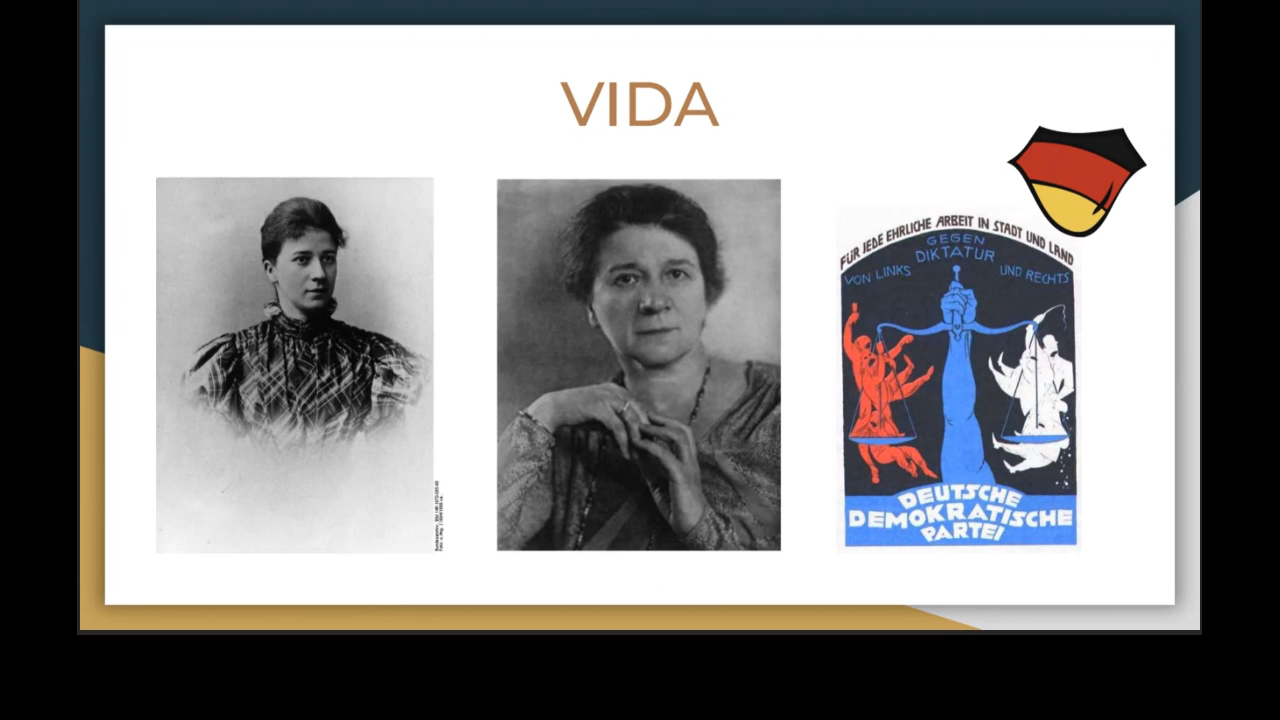 VIDA
FÜR JEDE EHRLICHE ARBEIT IN STADT UND LAND
GEGEN
DIKTATUR
VON LINKS UND RECHTS
DEUTSCHE
DEMOKRATISCHE
PARTEI